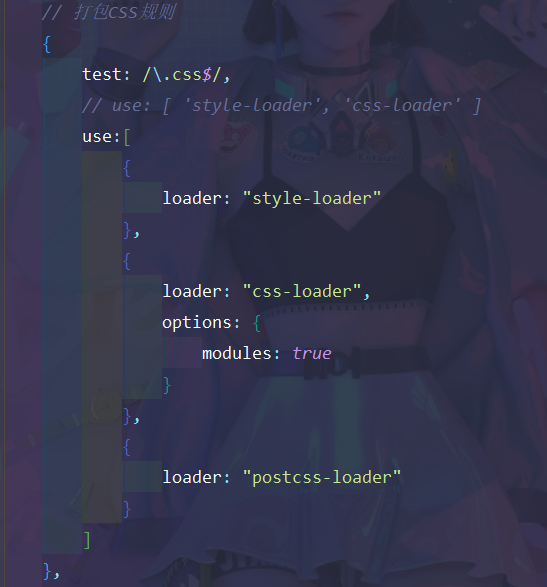 // 打包CSS规则
{
    test: /\.css$/,
    // use: [ 'style-loader', 'css-loader' ]
    use:[
        {
            loader: "style-loader"
        },
        {
            loader: "css-loader",
            options: {
                modules: true
            }
        },
        {
            loader: "postcss-loader"
        }
    ]
},